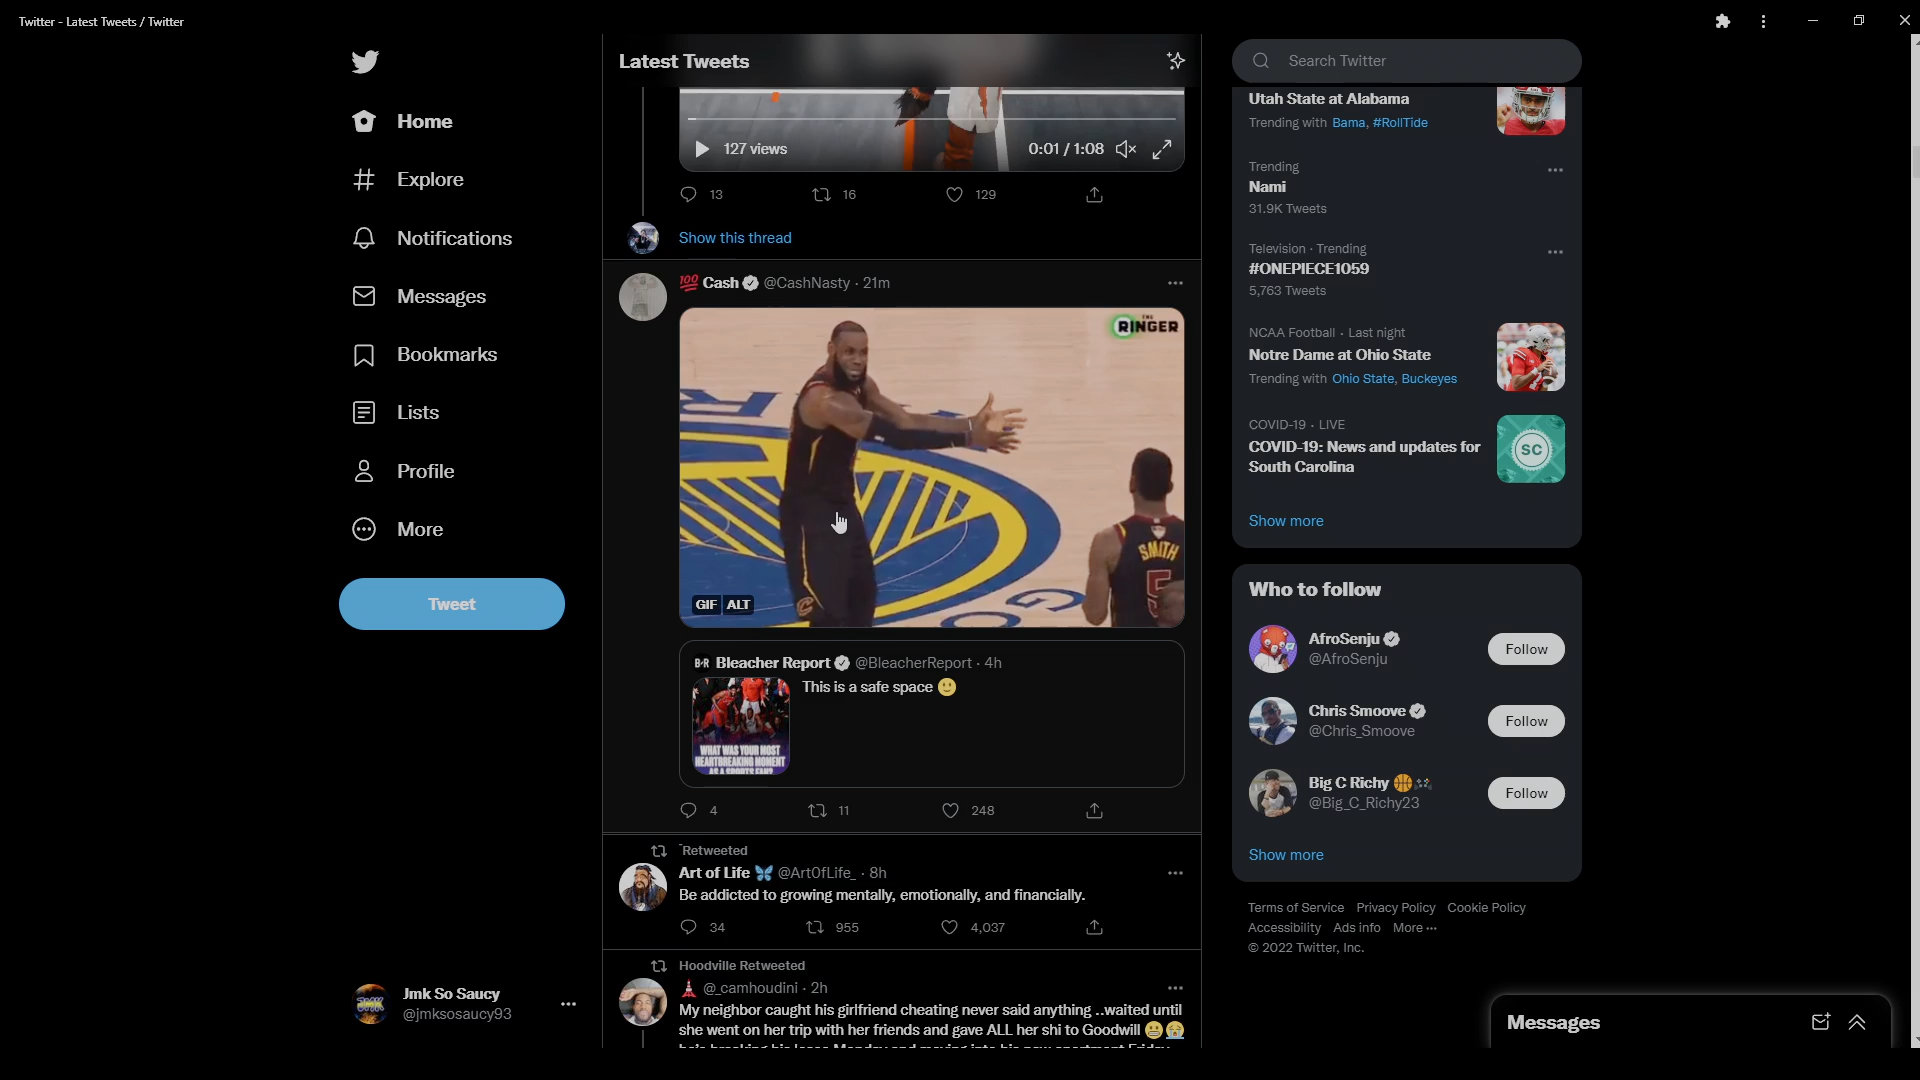 Twitter - Latest Tweets / Twitter
Home
Explore
Notifications
Messages
Bookmarks
Lists
Profile
More
Tweet
Jmk So Saucy
@jmksosaucy93
Latest Tweets
127 views
0:01 / 1:08
13 16 129
Show this thread
💯 Cash @CashNasty · 21m
THE
RINGER
SMITH
5
GIF ALT
B/R Bleacher Report @BleacherReport · 4h
This is a safe space 🙂
WHAT WAS YOUR MOST
HEARTBREAKING MOMENT
AS A SPORTS FAN?
4 11 248
Retweeted
Art of Life 🦋 @ArtOfLife_ · 8h
Be addicted to growing mentally, emotionally, and financially.
34 955 4,037
Hoodville Retweeted
@_camhoudini · 2h
My neighbor caught his girlfriend cheating never said anything ..waited until
she went on her trip with her friends and gave ALL her shi to Goodwill 😬😭
Search Twitter
Utah State at Alabama
Trending with Bama, #RollTide
Trending
Nami
31.9K Tweets
Television · Trending
#ONEPIECE1059
5,763 Tweets
NCAA Football · Last night
Notre Dame at Ohio State
Trending with Ohio State, Buckeyes
COVID-19 · LIVE
COVID-19: News and updates for
South Carolina
SC
Show more
Who to follow
AfroSenju
@AfroSenju
Follow
Chris Smoove
@Chris_Smoove
Follow
Big C Richy 🏀🎮
@Big_C_Richy23
Follow
Show more
Terms of Service Privacy Policy Cookie Policy
Accessibility Ads info More ···
© 2022 Twitter, Inc.
Messages